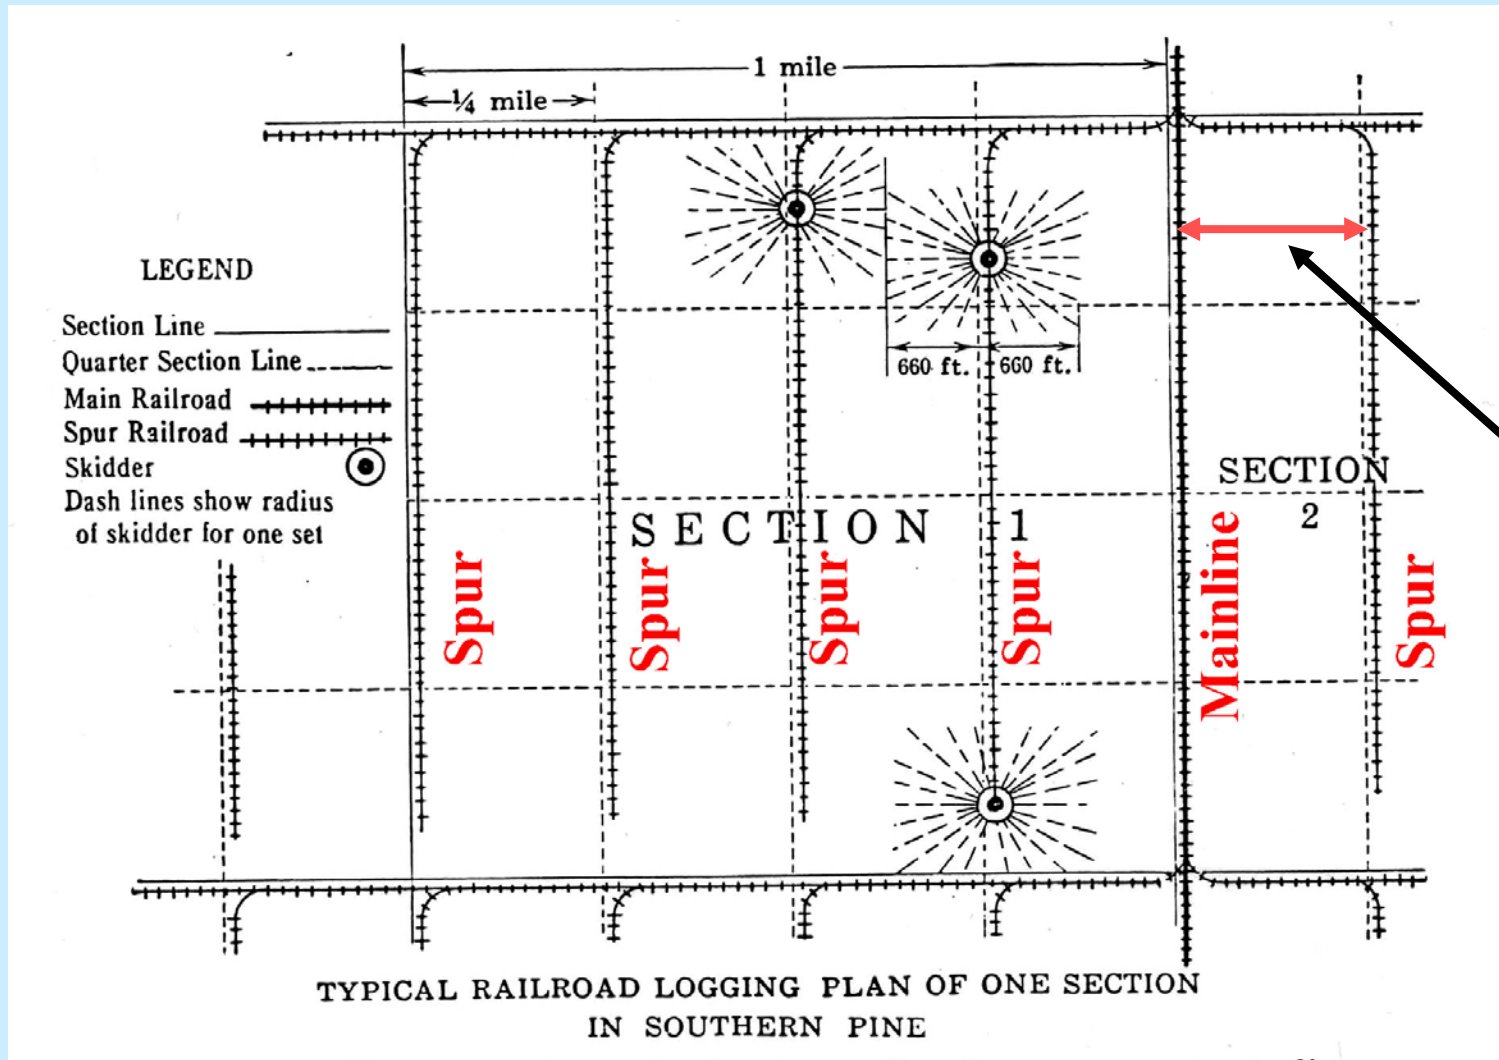 1 mile
¼ mile
LEGEND
Section Line
Quarter Section Line
Main Railroad
Spur Railroad
Skidder
Dash lines show radius
of skidder for one set
660 ft. 660 ft.
SECTION 1
SECTION
2
Spur
Spur
Spur
Spur
Mainline
Spur
TYPICAL RAILROAD LOGGING PLAN OF ONE SECTION
IN SOUTHERN PINE